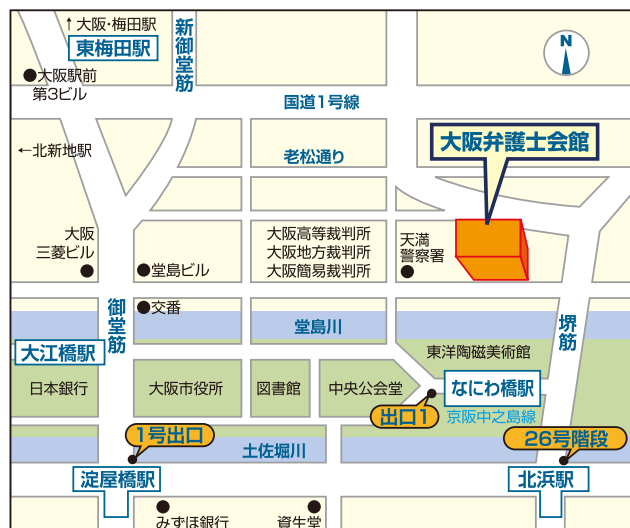 ↑大阪・梅田駅
東梅田駅
新御堂筋
N
●大阪駅前
第3ビル
国道1号線
大阪弁護士会館
←北新地駅
老松通り
大阪
三菱ビル
大阪高等裁判所
大阪地方裁判所
大阪簡易裁判所
天満
警察署
堂島ビル
御堂筋
交番
堂島川
堺筋
大江橋駅
東洋陶磁美術館
日本銀行
大阪市役所
図書館
中央公会堂
なにわ橋駅
出口1
京阪中之島線
1号出口
土佐堀川
26号階段
淀屋橋駅
北浜駅
みずほ銀行
資生堂